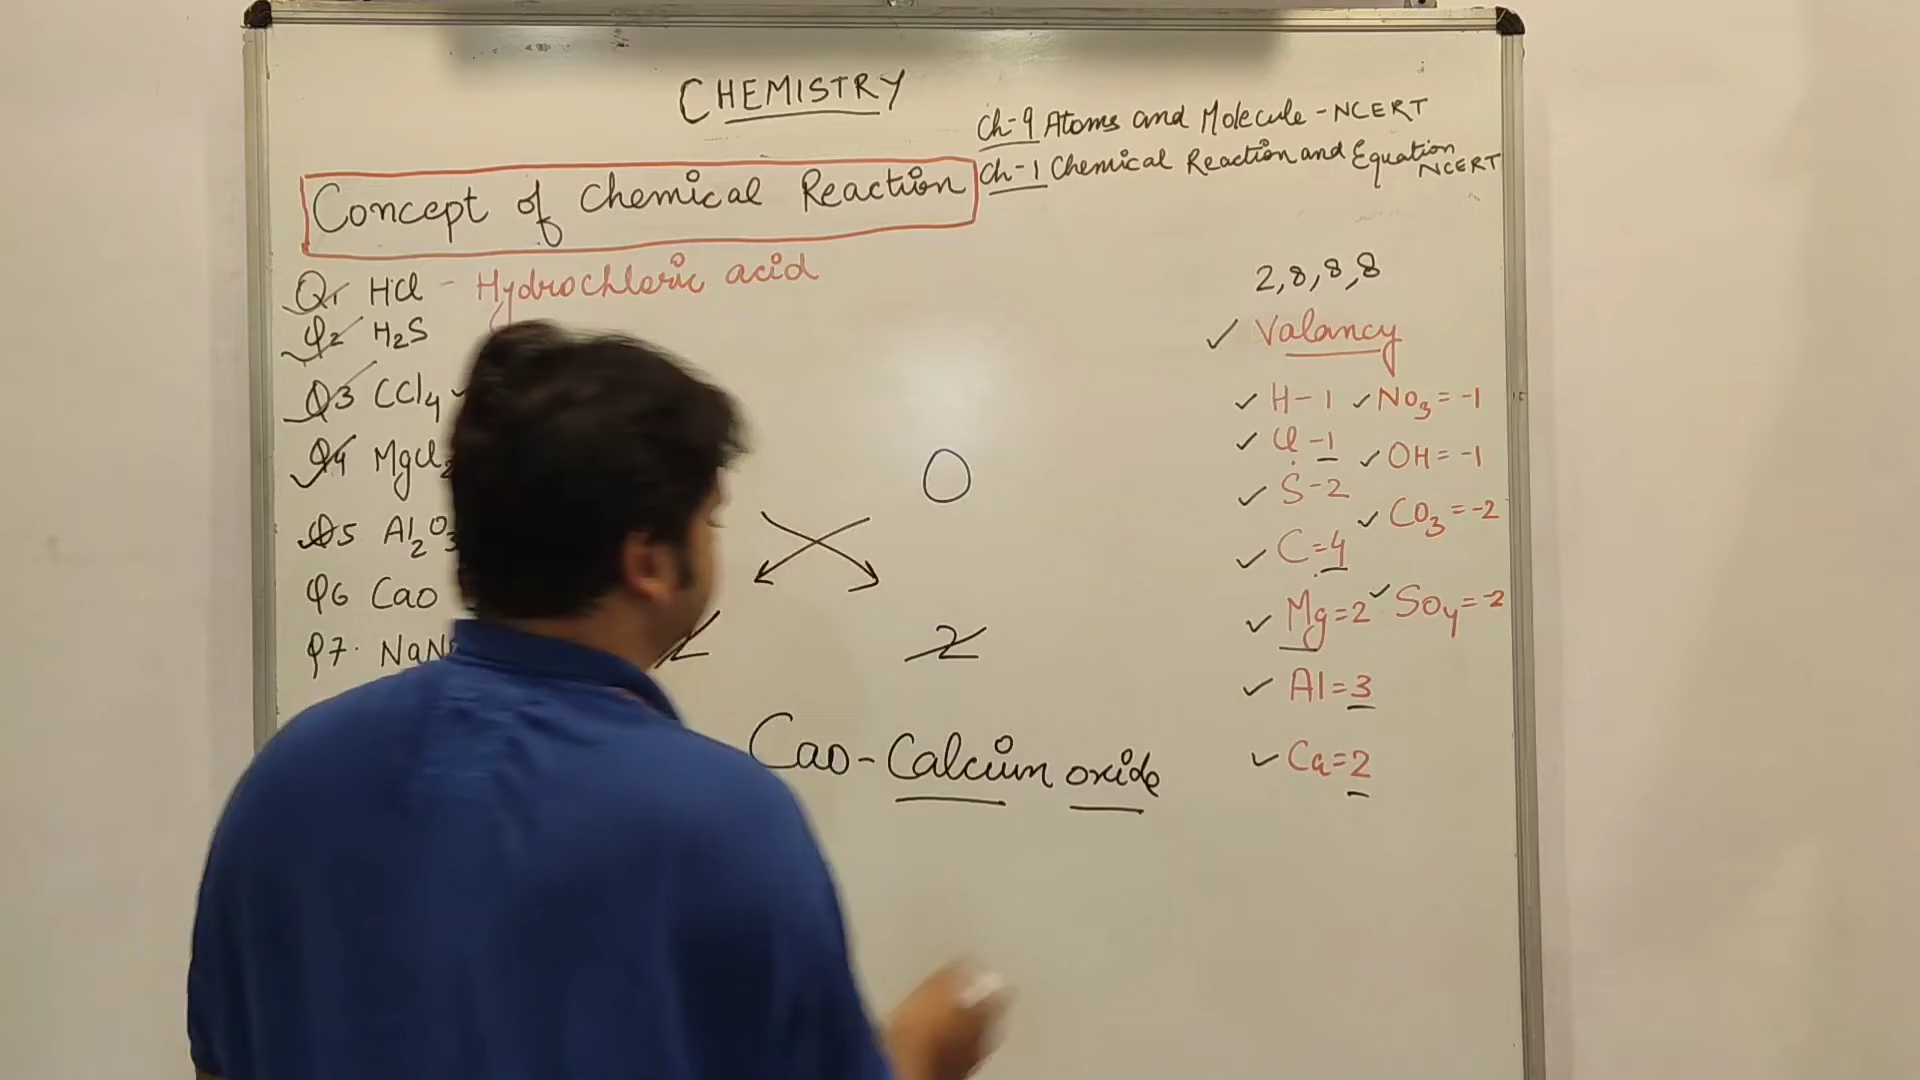 CHEMISTRY
Ch-9 Atoms and Molecule - NCERT
Ch-1 Chemical Reaction and Equation
NCERT
Concept of Chemical Reaction
Q1 HCl - Hydrochloric acid
Q2 H₂S
Q3 CCl₄
Q4 MgCl₂
Q5 Al₂O₃
Q6 CaO
Q7. NaN
O
2
CaO - Calcium oxide
2,8,8,8
Valancy
H - 1
Cl - 1
S - 2
C = 4
Mg = 2
Al = 3
Ca = 2
NO₃ = -1
OH = -1
CO₃ = -2
SO₄ = -2